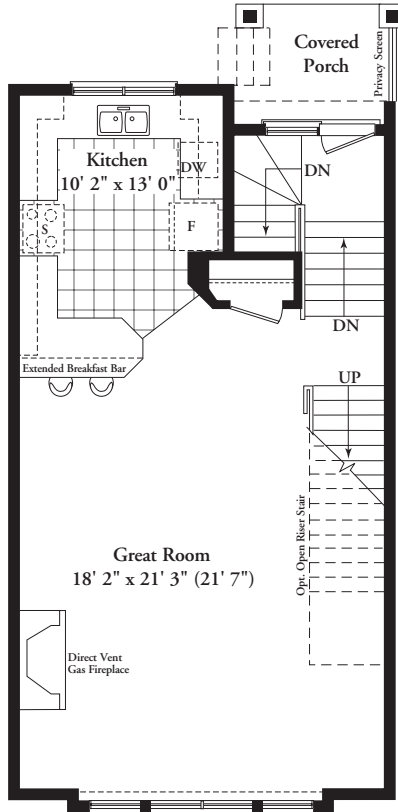 Covered
Porch
Privacy Screen
Kitchen
10' 2" x 13' 0"
DW
DN
S
F
DN
Extended Breakfast Bar
UP
Opt. Open Riser Stair
Great Room
18' 2" x 21' 3" (21' 7")
Direct Vent
Gas Fireplace